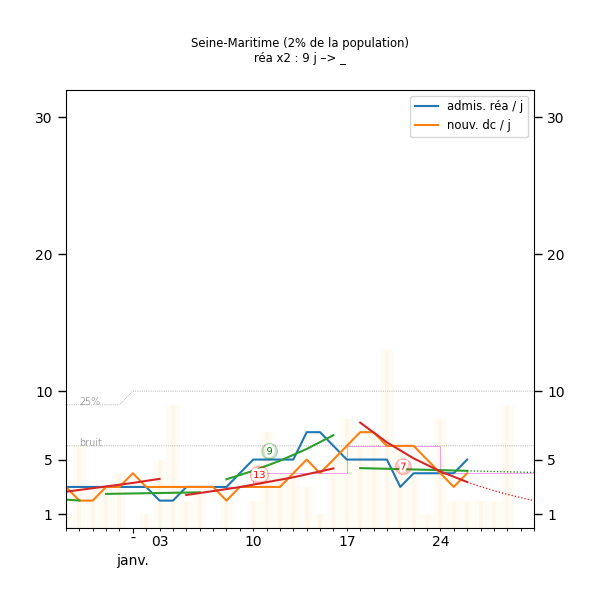 Seine-Maritime (2% de la population)
réa x2 : 9 j –> _
admis. réa / j
nouv. dc / j
30 30
20 20
10 10
25%
bruit
9
13
7
5 5
1 1
- 03 10 17 24
janv.